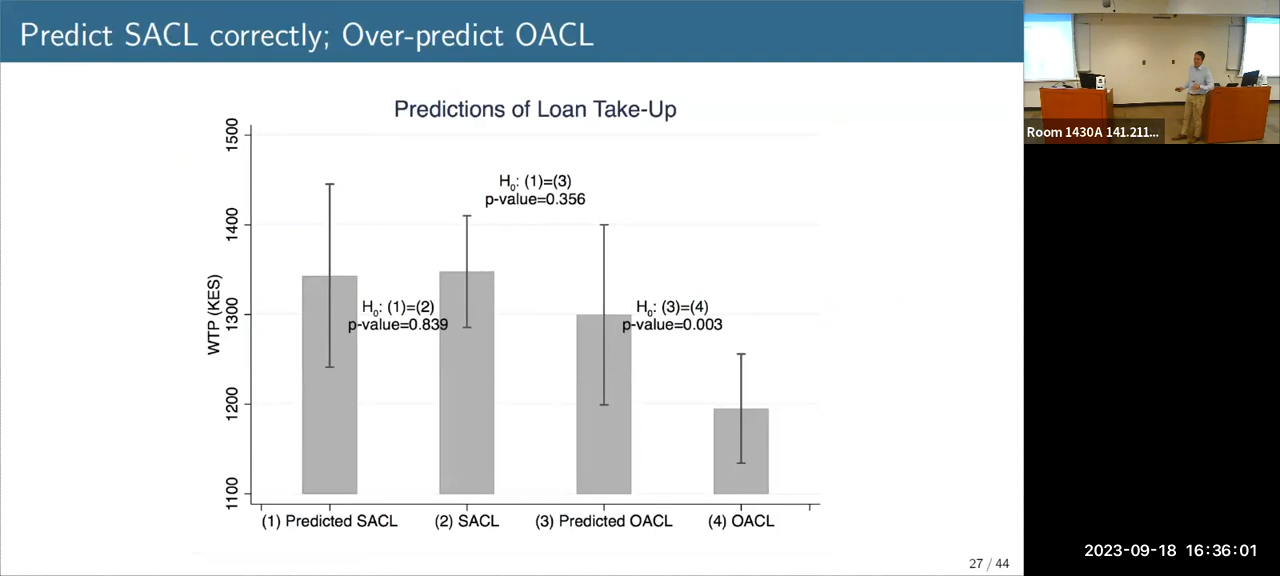 Predict SACL correctly; Over-predict OACL
Room 1430A 141.211...
Predictions of Loan Take-Up
WTP (KES)
1500
1400
1300
1200
1100
H0: (1)=(3)
p-value=0.356
H0: (1)=(2)
p-value=0.839
H0: (3)=(4)
p-value=0.003
(1) Predicted SACL
(2) SACL
(3) Predicted OACL
(4) OACL
27 / 44
2023-09-18 16:36:01